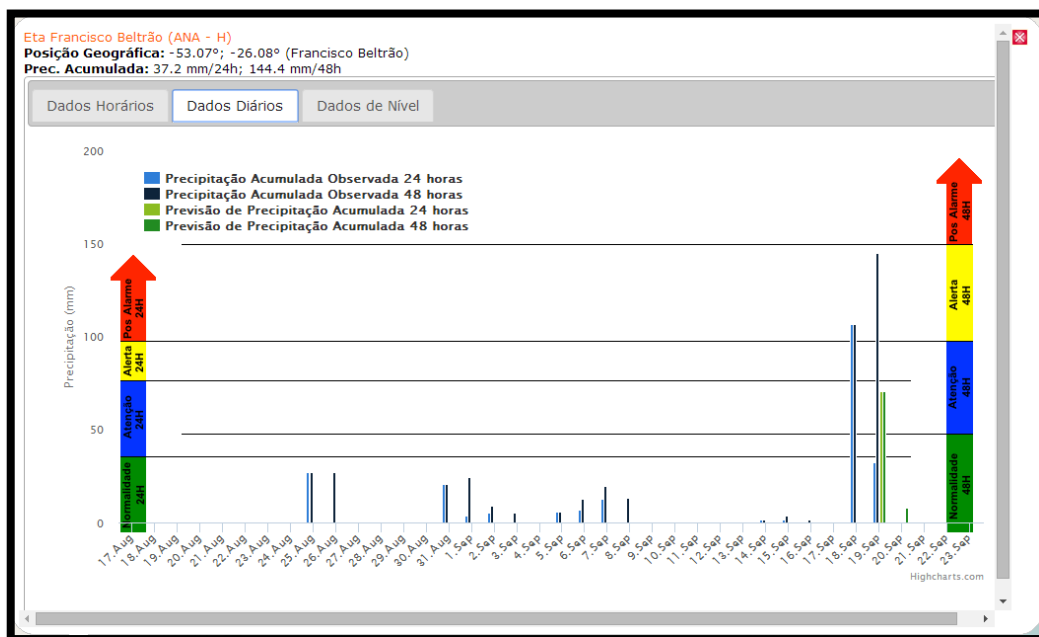 Eta Francisco Beltrão (ANA - H)
Posição Geográfica: -53.07°; -26.08° (Francisco Beltrão)
Prec. Acumulada: 37.2 mm/24h; 144.4 mm/48h
Dados Horários Dados Diários Dados de Nível
200
150
100
50
0
Precipitação (mm)
Precipitação Acumulada Observada 24 horas
Precipitação Acumulada Observada 48 horas
Previsão de Precipitação Acumulada 24 horas
Previsão de Precipitação Acumulada 48 horas
Pos Alarme
24H
Alerta
24H
Atenção
24H
Normalidade
24H
Pos Alarme
48H
Alerta
48H
Atenção
48H
Normalidade
48H
17.Aug 18.Aug 19.Aug 20.Aug 21.Aug 22.Aug 23.Aug 24.Aug 25.Aug 26.Aug 27.Aug 28.Aug 29.Aug 30.Aug 31.Aug 1.Sep 2.Sep 3.Sep 4.Sep 5.Sep 6.Sep 7.Sep 8.Sep 9.Sep 10.Sep 11.Sep 12.Sep 13.Sep 14.Sep 15.Sep 16.Sep 17.Sep 18.Sep 19.Sep 20.Sep 21.Sep 22.Sep 23.Sep
Highcharts.com